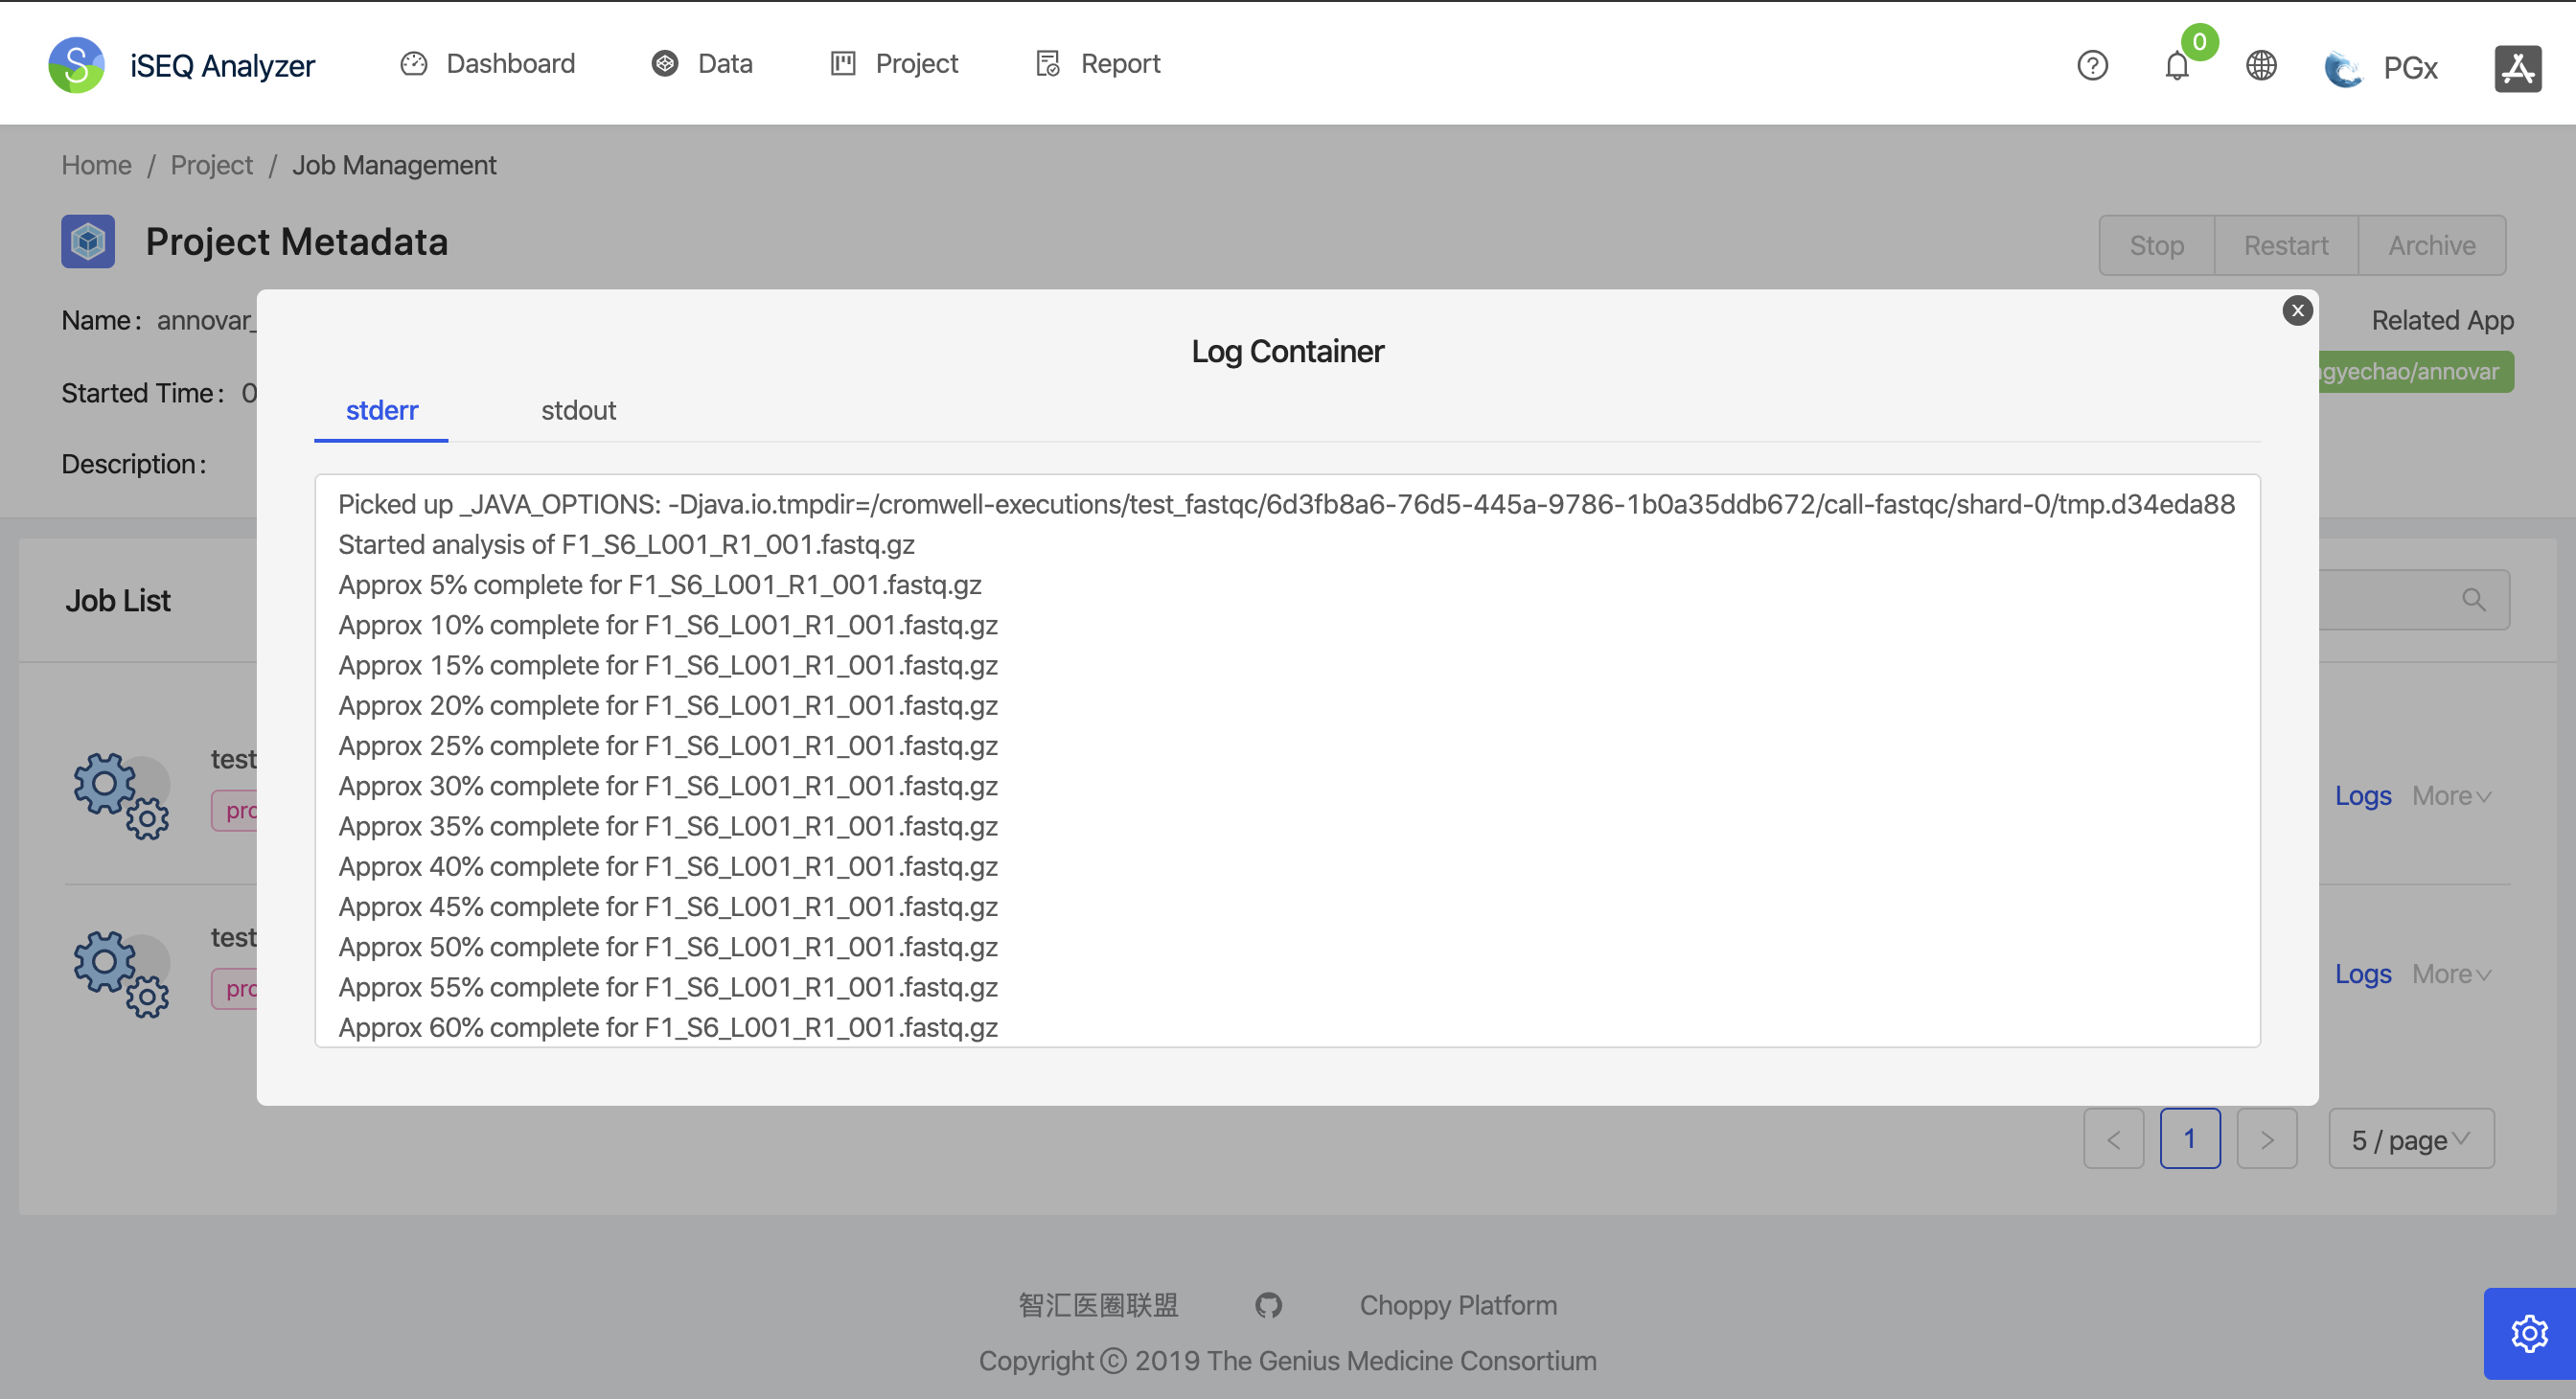 iSEQ Analyzer Dashboard Data Project Report 0 PGx
Home / Project / Job Management
Project Metadata
Stop Restart Archive
Name: annovar_
Related App
Started Time: 0
gyechao/annovar
Description:
Log Container
x
stderr stdout
Picked up _JAVA_OPTIONS: -Djava.io.tmpdir=/cromwell-executions/test_fastqc/6d3fb8a6-76d5-445a-9786-1b0a35ddb672/call-fastqc/shard-0/tmp.d34eda88
Started analysis of F1_S6_L001_R1_001.fastq.gz
Approx 5% complete for F1_S6_L001_R1_001.fastq.gz
Approx 10% complete for F1_S6_L001_R1_001.fastq.gz
Approx 15% complete for F1_S6_L001_R1_001.fastq.gz
Approx 20% complete for F1_S6_L001_R1_001.fastq.gz
Approx 25% complete for F1_S6_L001_R1_001.fastq.gz
Approx 30% complete for F1_S6_L001_R1_001.fastq.gz
Approx 35% complete for F1_S6_L001_R1_001.fastq.gz
Approx 40% complete for F1_S6_L001_R1_001.fastq.gz
Approx 45% complete for F1_S6_L001_R1_001.fastq.gz
Approx 50% complete for F1_S6_L001_R1_001.fastq.gz
Approx 55% complete for F1_S6_L001_R1_001.fastq.gz
Approx 60% complete for F1_S6_L001_R1_001.fastq.gz
Job List
test
pro
Logs More
test
pro
Logs More
< 1 > 5 / page
智汇医圈联盟 Choppy Platform
Copyright © 2019 The Genius Medicine Consortium